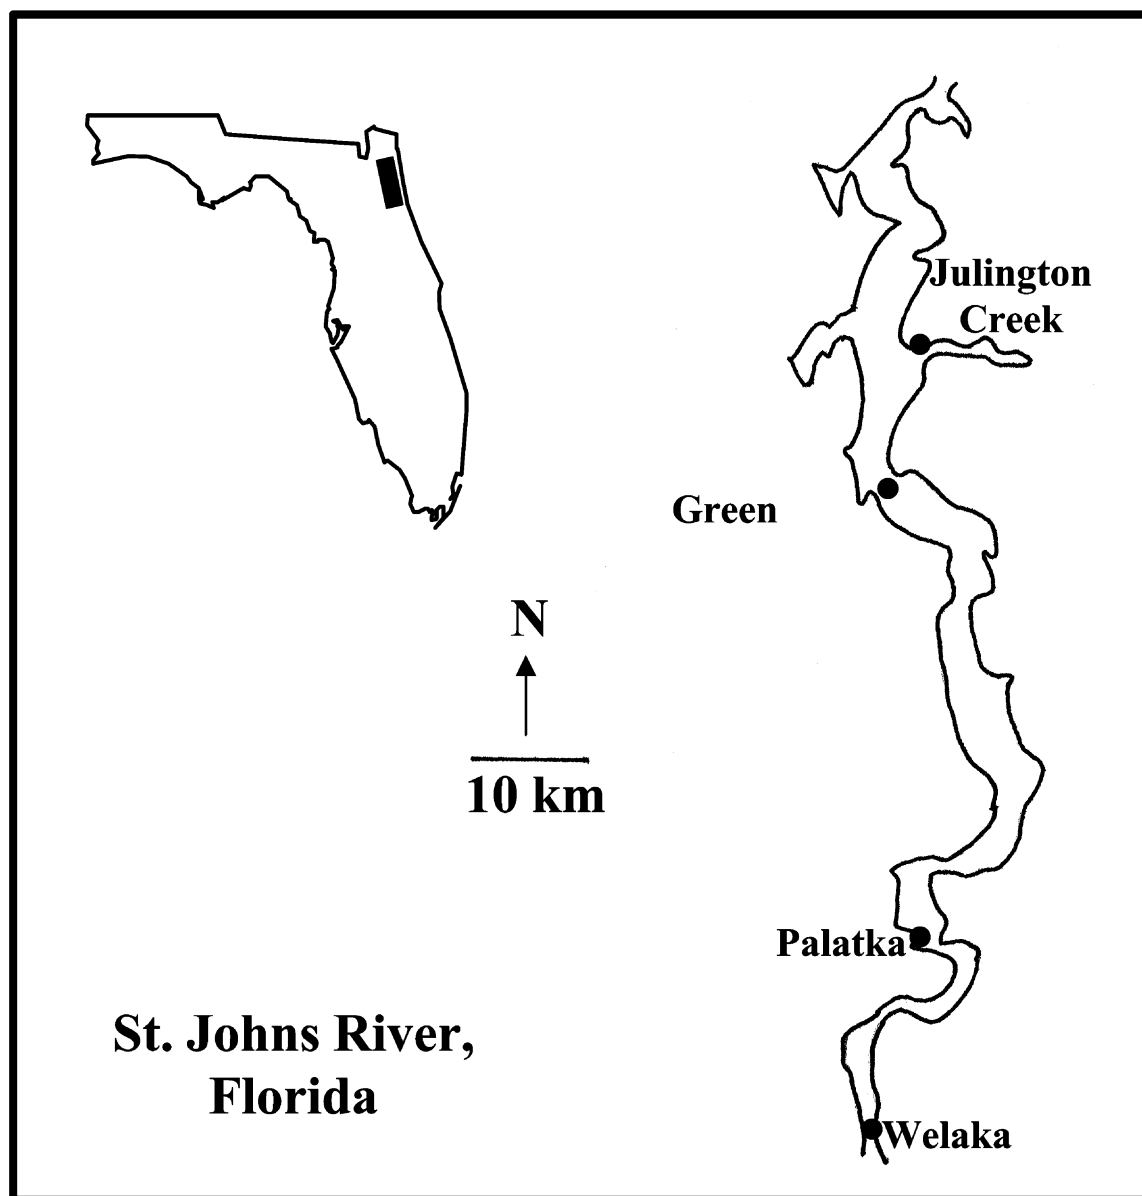 Julington
Creek
Green
N
10 km
Palatka
St. Johns River,
Florida
Welaka